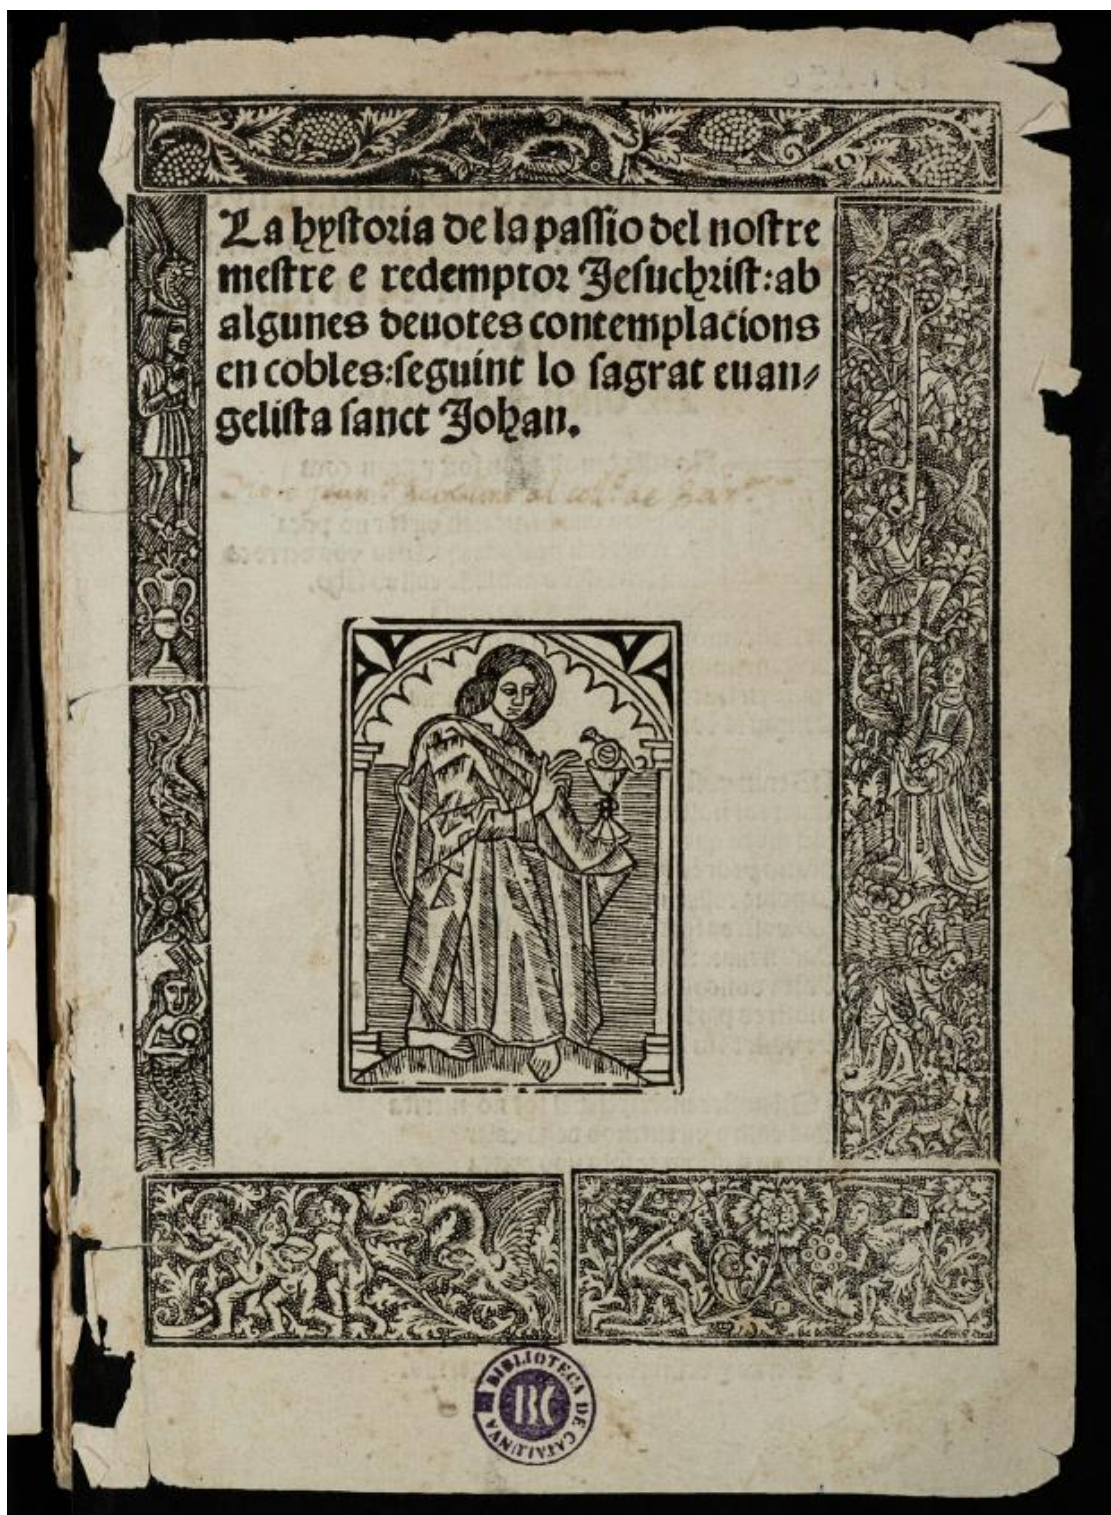 La hystoria de la passio del nostre
mestre e redemptor Jesuchrist: ab
algunes deuotes contemplacions
en cobles: seguint lo sagrat euan⸗
gelista sanct Johan.
BIBLIOTECA DE CATALUNYA
BC